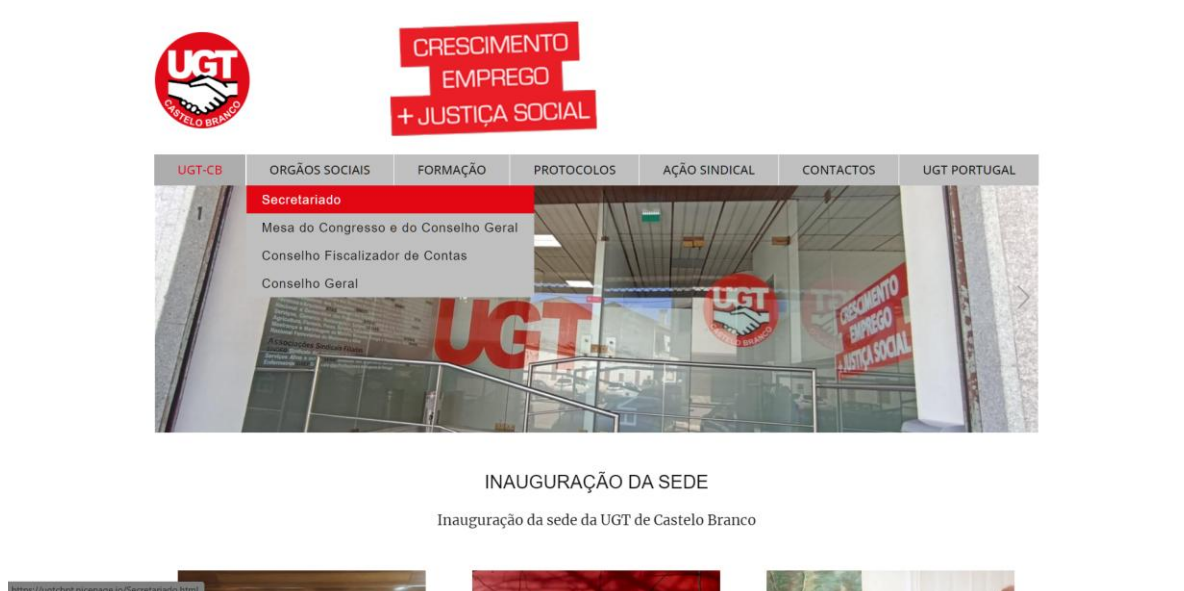 UGT
CASTELO BRANCO
CRESCIMENTO
EMPREGO
+ JUSTIÇA SOCIAL
UGT-CB ORGÃOS SOCIAIS FORMAÇÃO PROTOCOLOS AÇÃO SINDICAL CONTACTOS UGT PORTUGAL
Secretariado
Mesa do Congresso e do Conselho Geral
Conselho Fiscalizador de Contas
Conselho Geral
1
UGT
UGT
CASTELO BRANCO
CRESCIMENTO
EMPREGO
+ JUSTIÇA SOCIAL
INAUGURAÇÃO DA SEDE
Inauguração da sede da UGT de Castelo Branco